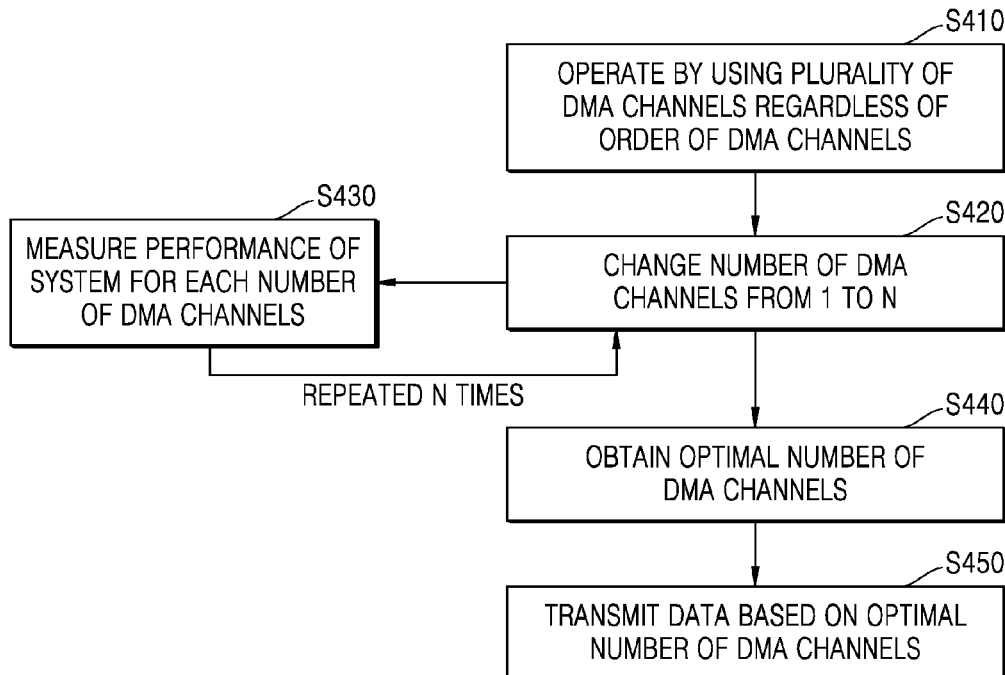 S410
OPERATE BY USING PLURALITY OF
DMA CHANNELS REGARDLESS OF
ORDER OF DMA CHANNELS
S430
MEASURE PERFORMANCE OF
SYSTEM FOR EACH NUMBER
OF DMA CHANNELS
S420
CHANGE NUMBER OF DMA
CHANNELS FROM 1 TO N
REPEATED N TIMES
S440
OBTAIN OPTIMAL NUMBER OF
DMA CHANNELS
S450
TRANSMIT DATA BASED ON OPTIMAL
NUMBER OF DMA CHANNELS